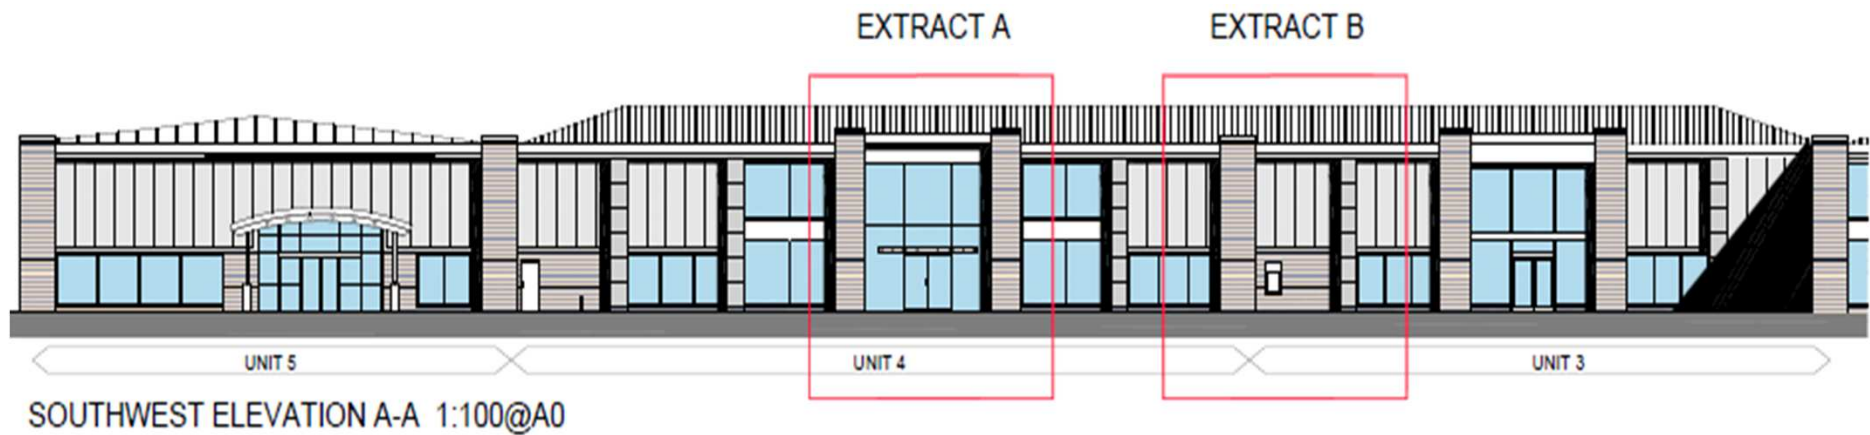 EXTRACT A
EXTRACT B
UNIT 5
UNIT 4
UNIT 3
SOUTHWEST ELEVATION A-A 1:100@A0